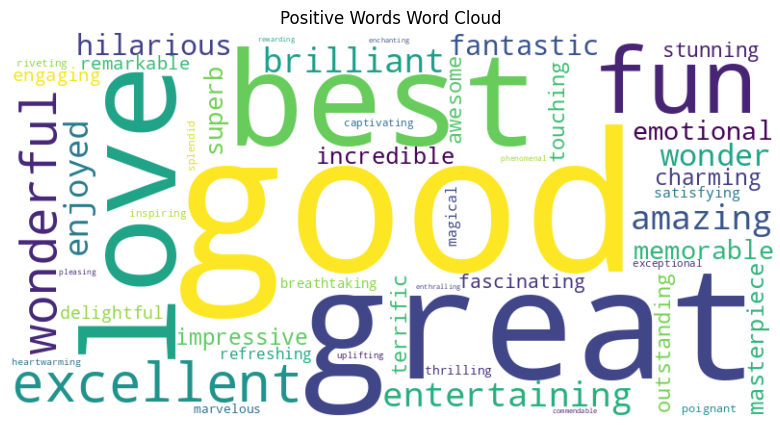 Positive Words Word Cloud
hilarious
rewarding
enchanting
fantastic
stunning
riveting
remarkable
engaging
brilliant
awesome
fun
love
superb
best
touching
captivating
emotional
wonderful
enjoyed
splendid
incredible
phenomenal
wonder
charming
satisfying
good
inspiring
magical
amazing
memorable
pleasing
breathtaking
fascinating
exceptional
enthralling
delightful
great
terrific
outstanding
masterpiece
impressive
refreshing
uplifting
heartwarming
thrilling
excellent
entertaining
marvelous
commendable
poignant